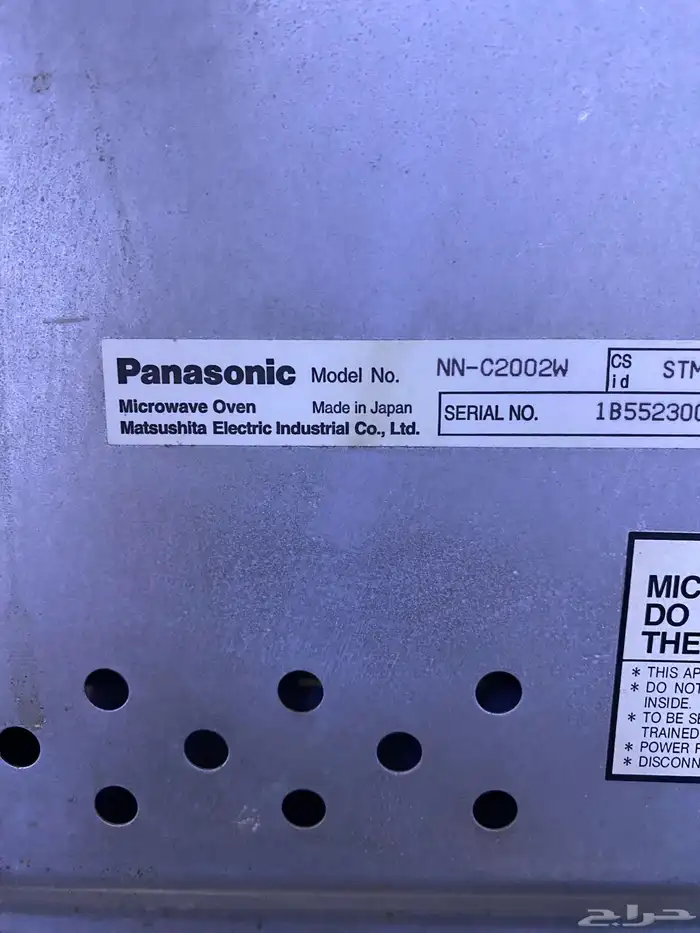 Panasonic Model No. NN-C2002W CS id STM
Microwave Oven Made in Japan SERIAL NO. 1B552300
Matsushita Electric Industrial Co., Ltd.
MIC
DO
THE
* THIS AP
* DO NOT
INSIDE.
* TO BE SE
TRAINED
* POWER
* DISCONN
حراج